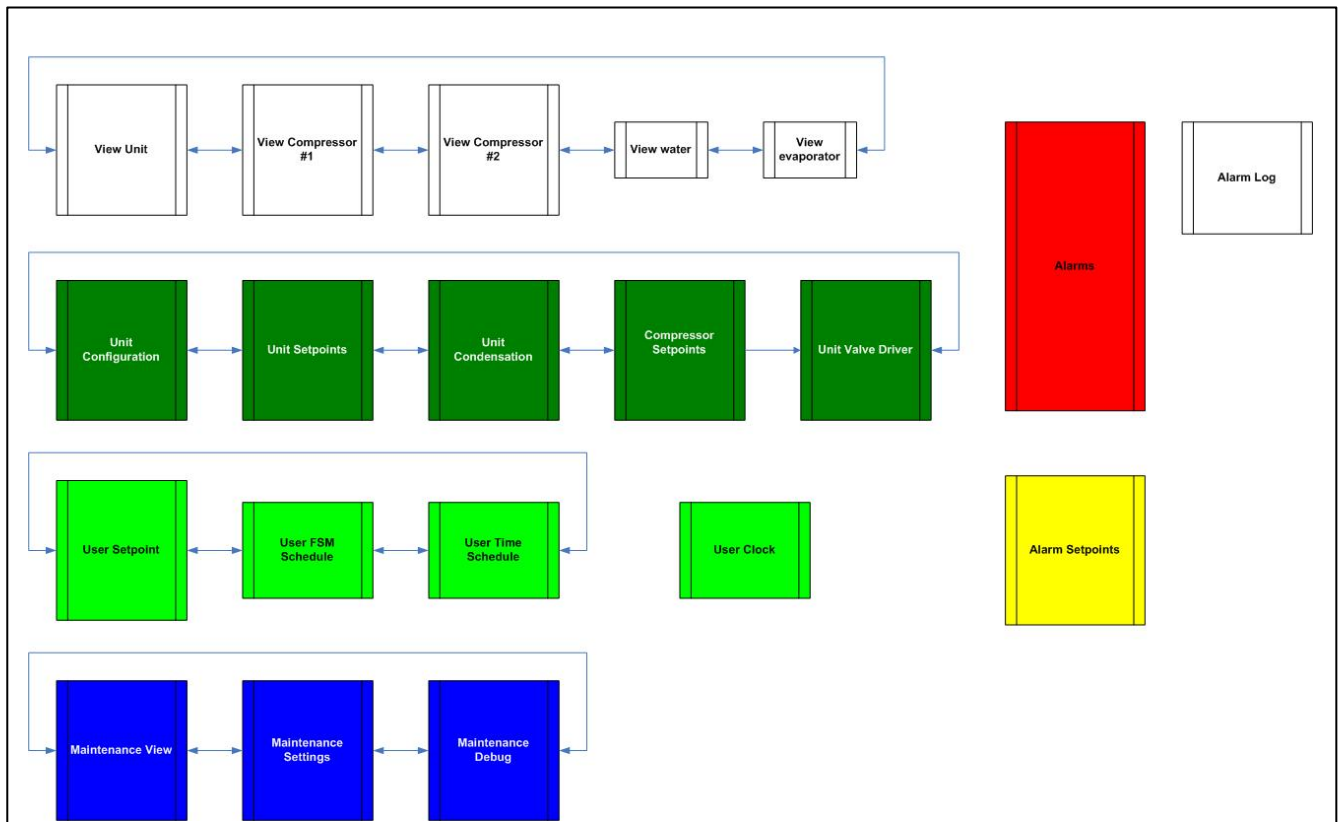 View Unit
View Compressor
#1
View Compressor
#2
View water
View
evaporator
Alarm Log
Alarms
Unit
Configuration
Unit Setpoints
Unit
Condensation
Compressor
Setpoints
Unit Valve Driver
User Setpoint
User FSM
Schedule
User Time
Schedule
User Clock
Alarm Setpoints
Maintenance View
Maintenance
Settings
Maintenance
Debug